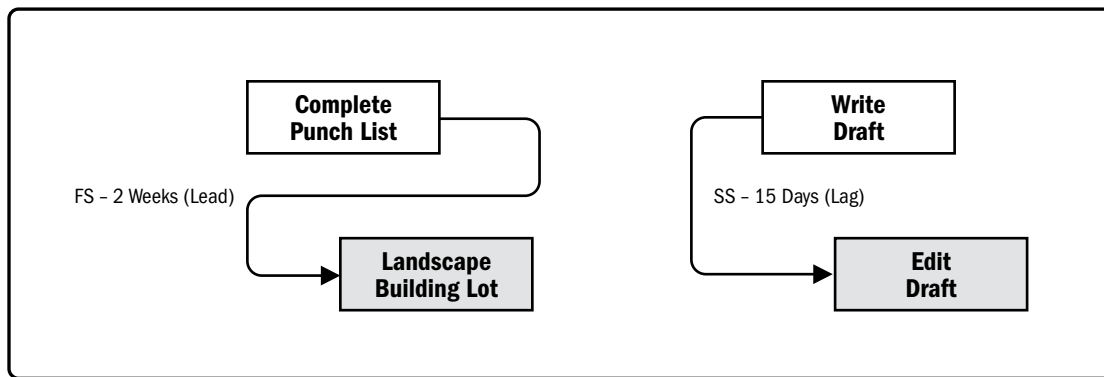 Complete
Punch List
FS – 2 Weeks (Lead)
Landscape
Building Lot
Write
Draft
SS – 15 Days (Lag)
Edit
Draft